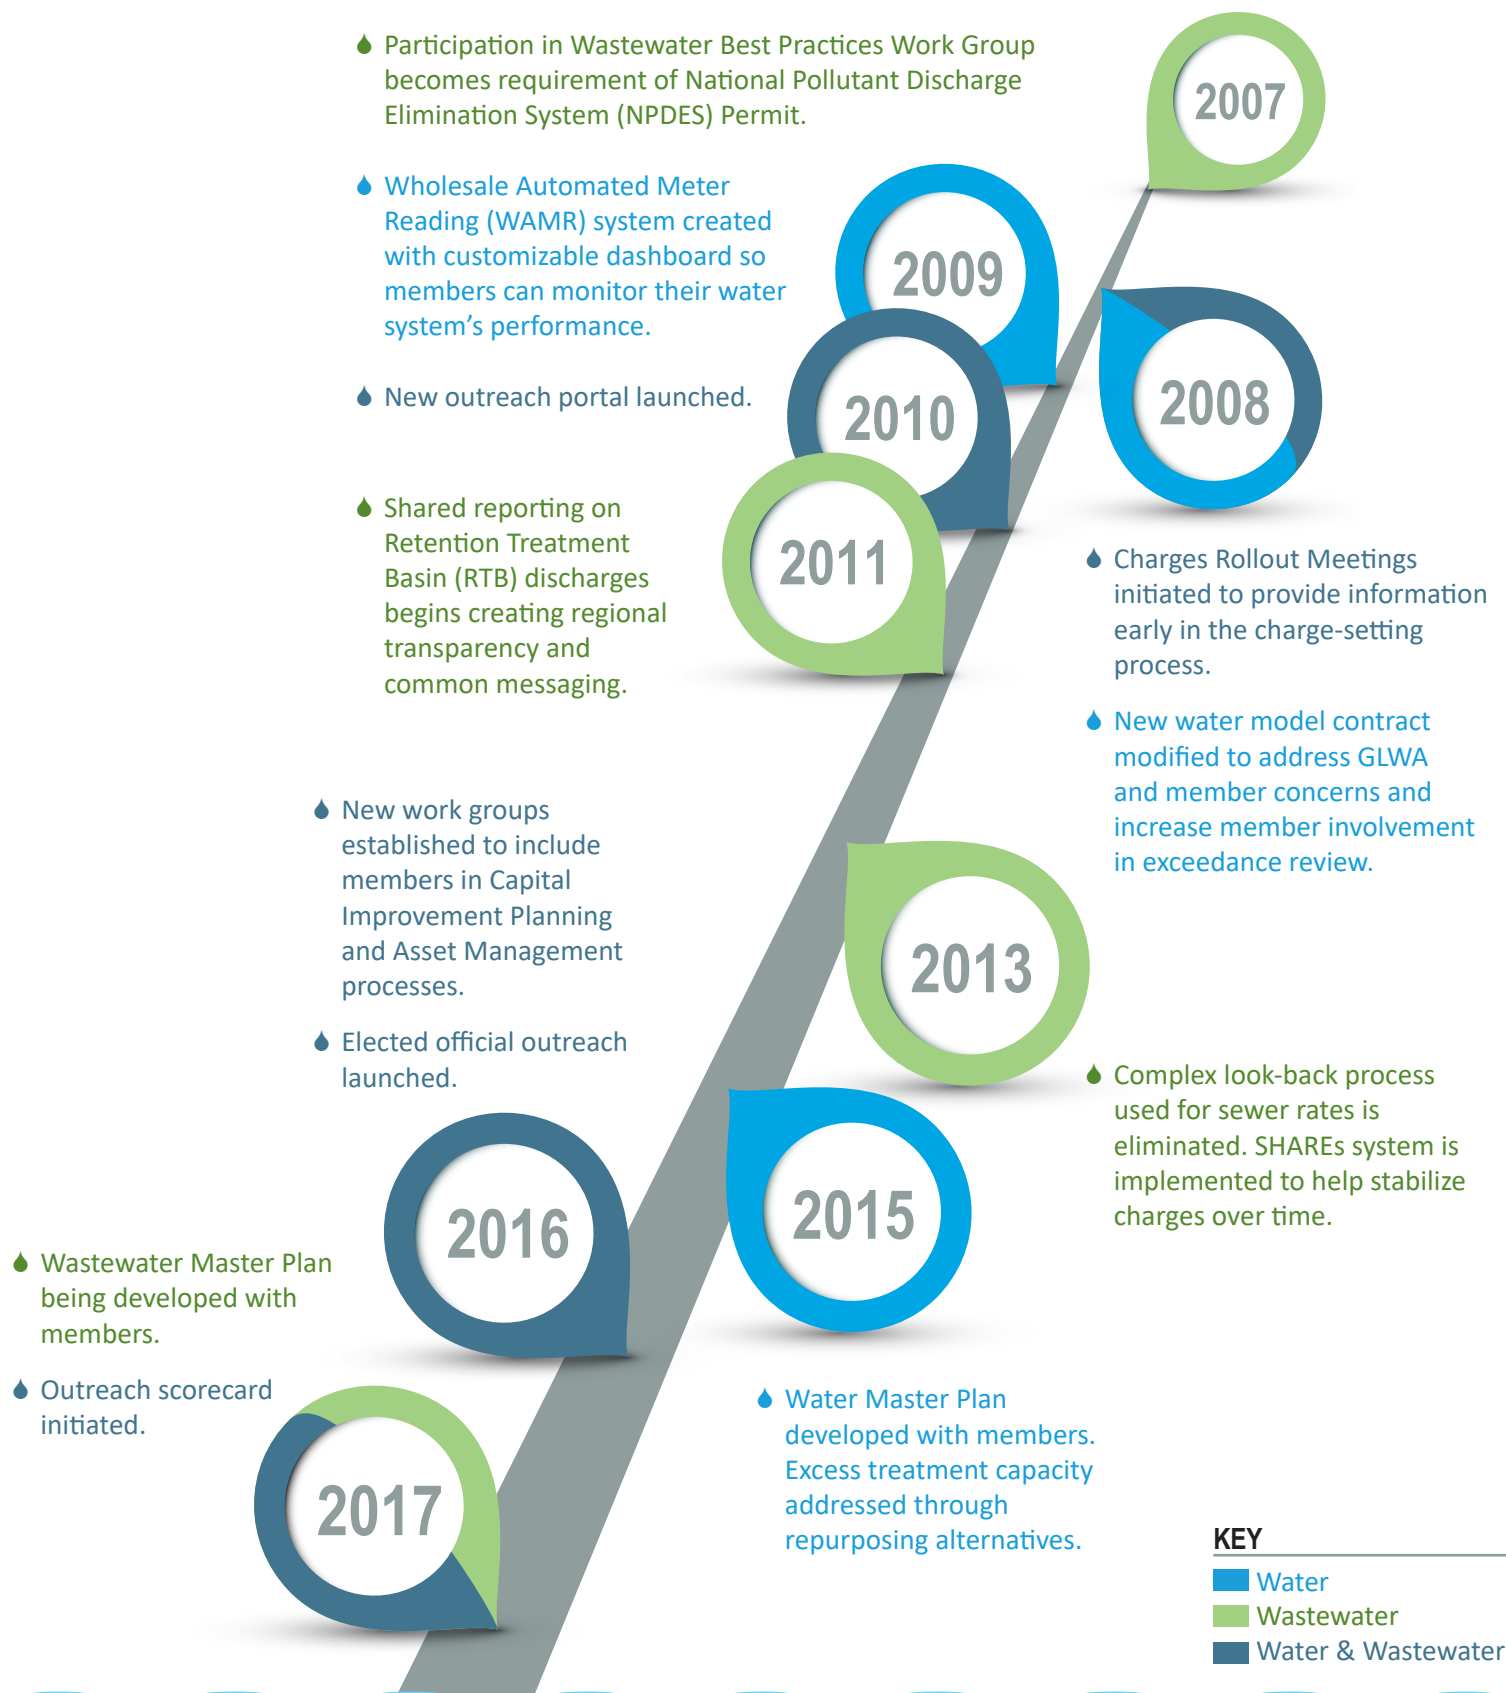 Participation in Wastewater Best Practices Work Group
becomes requirement of National Pollutant Discharge
Elimination System (NPDES) Permit.
2007
Wholesale Automated Meter
Reading (WAMR) system created
with customizable dashboard so
members can monitor their water
system’s performance.
2009
New outreach portal launched.
2010
2008
Charges Rollout Meetings
initiated to provide information
early in the charge-setting
process.
New water model contract
modified to address GLWA
and member concerns and
increase member involvement
in exceedance review.
Shared reporting on
Retention Treatment
Basin (RTB) discharges
begins creating regional
transparency and
common messaging.
2011
2013
Complex look-back process
used for sewer rates is
eliminated. SHAREs system is
implemented to help stabilize
charges over time.
New work groups
established to include
members in Capital
Improvement Planning
and Asset Management
processes.
Elected official outreach
launched.
2016
2015
Water Master Plan
developed with members.
Excess treatment capacity
addressed through
repurposing alternatives.
Wastewater Master Plan
being developed with
members.
Outreach scorecard
initiated.
2017
KEY
Water
Wastewater
Water & Wastewater